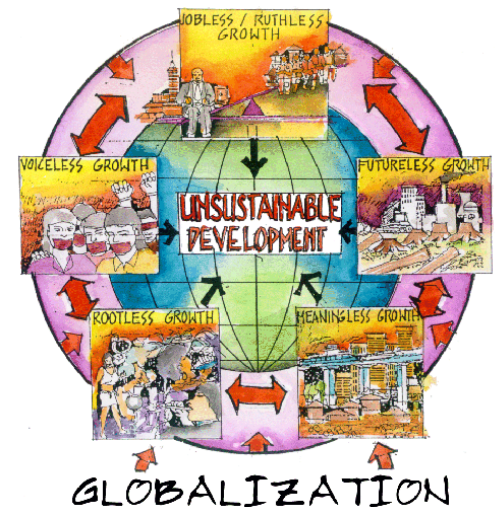 JOBLESS / RUTHLESS
GROWTH
VOICELESS GROWTH
FUTURELESS GROWTH
UNSUSTAINABLE
DEVELOPMENT
ROOTLESS GROWTH
MEANINGLESS GROWTH
GLOBALIZATION